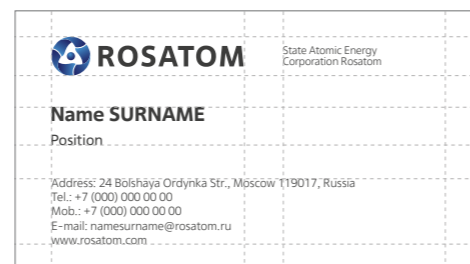 ROSATOM
State Atomic Energy
Corporation Rosatom
Name SURNAME
Position
Address: 24 Bolshaya Ordynka Str., Moscow 119017, Russia
Tel.: +7 (000) 000 00 00
Mob.: +7 (000) 000 00 00
E-mail: namesurname@rosatom.ru
www.rosatom.com